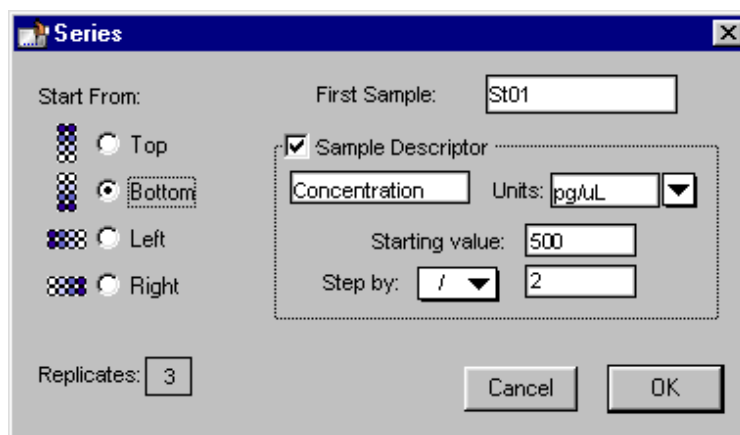 Series
Start From:
Top
Bottom
Left
Right
Replicates: 3
First Sample: St01
Sample Descriptor
Concentration Units: pg/uL
Starting value: 500
Step by: / 2
Cancel OK